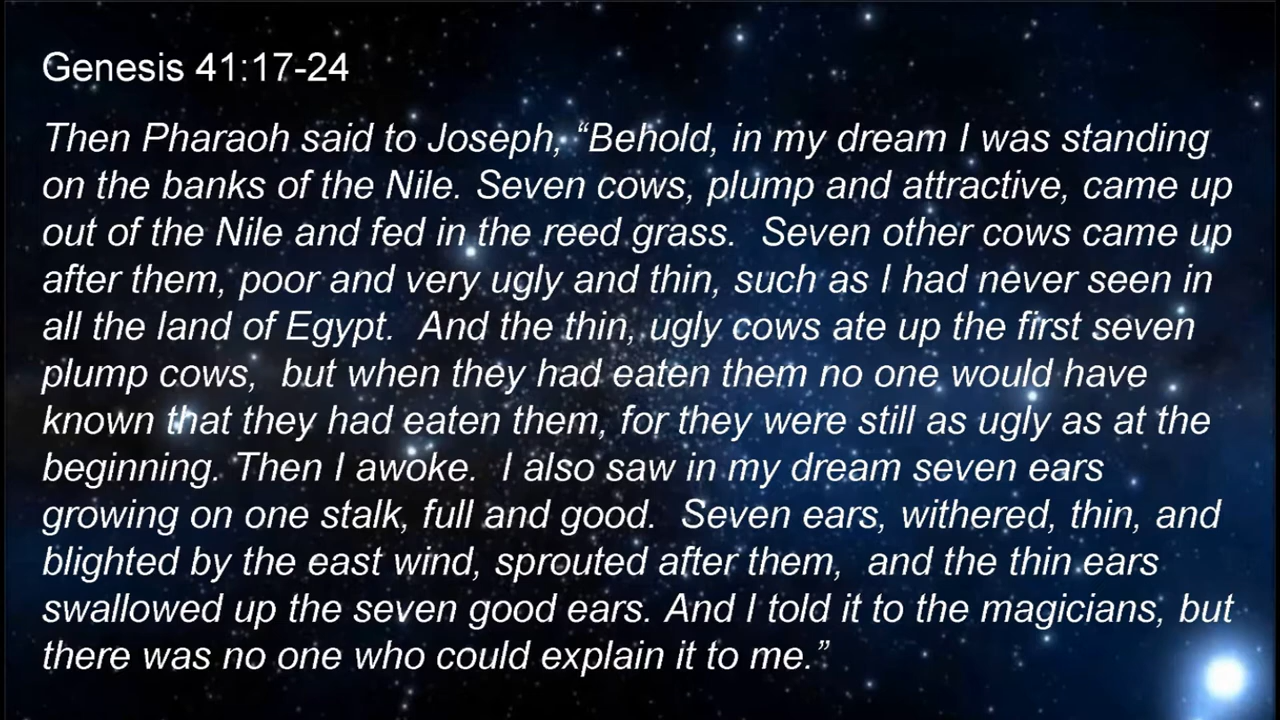 Genesis 41:17-24
Then Pharaoh said to Joseph, “Behold, in my dream I was standing
on the banks of the Nile. Seven cows, plump and attractive, came up
out of the Nile and fed in the reed grass.  Seven other cows came up
after them, poor and very ugly and thin, such as I had never seen in
all the land of Egypt.  And the thin, ugly cows ate up the first seven
plump cows,  but when they had eaten them no one would have
known that they had eaten them, for they were still as ugly as at the
beginning. Then I awoke.  I also saw in my dream seven ears
growing on one stalk, full and good.  Seven ears, withered, thin, and
blighted by the east wind, sprouted after them,  and the thin ears
swallowed up the seven good ears. And I told it to the magicians, but
there was no one who could explain it to me.”